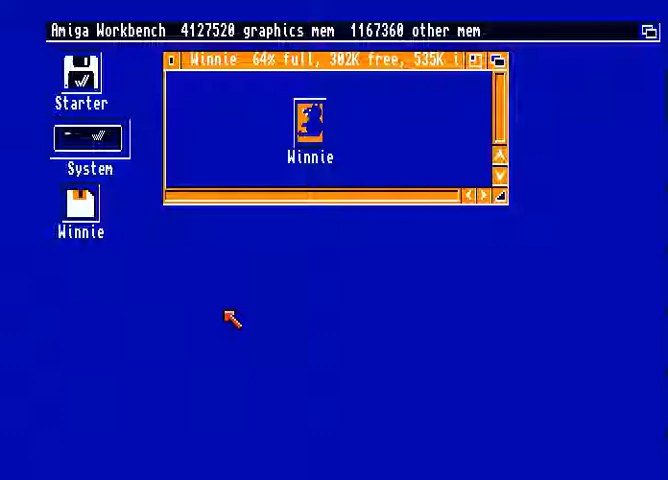 Amiga Workbench 4127520 graphics mem 1167360 other mem
Winnie 64% full, 302K free, 535K i
Starter
System
Winnie
Winnie